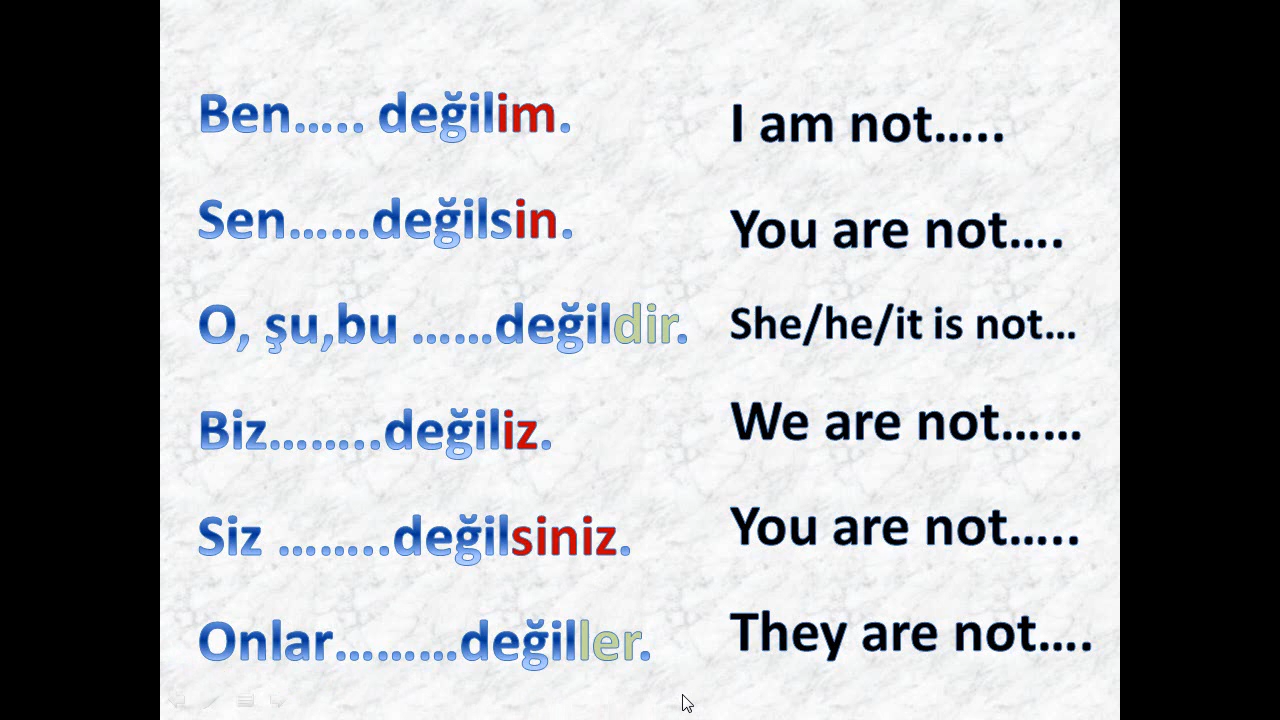 Ben….. değilim. I am not…..
Sen……değilsin. You are not….
O, şu,bu ……değildir. She/he/it is not…
Biz……..değiliz. We are not……
Siz ……..değilsiniz. You are not…..
Onlar………değiller. They are not….